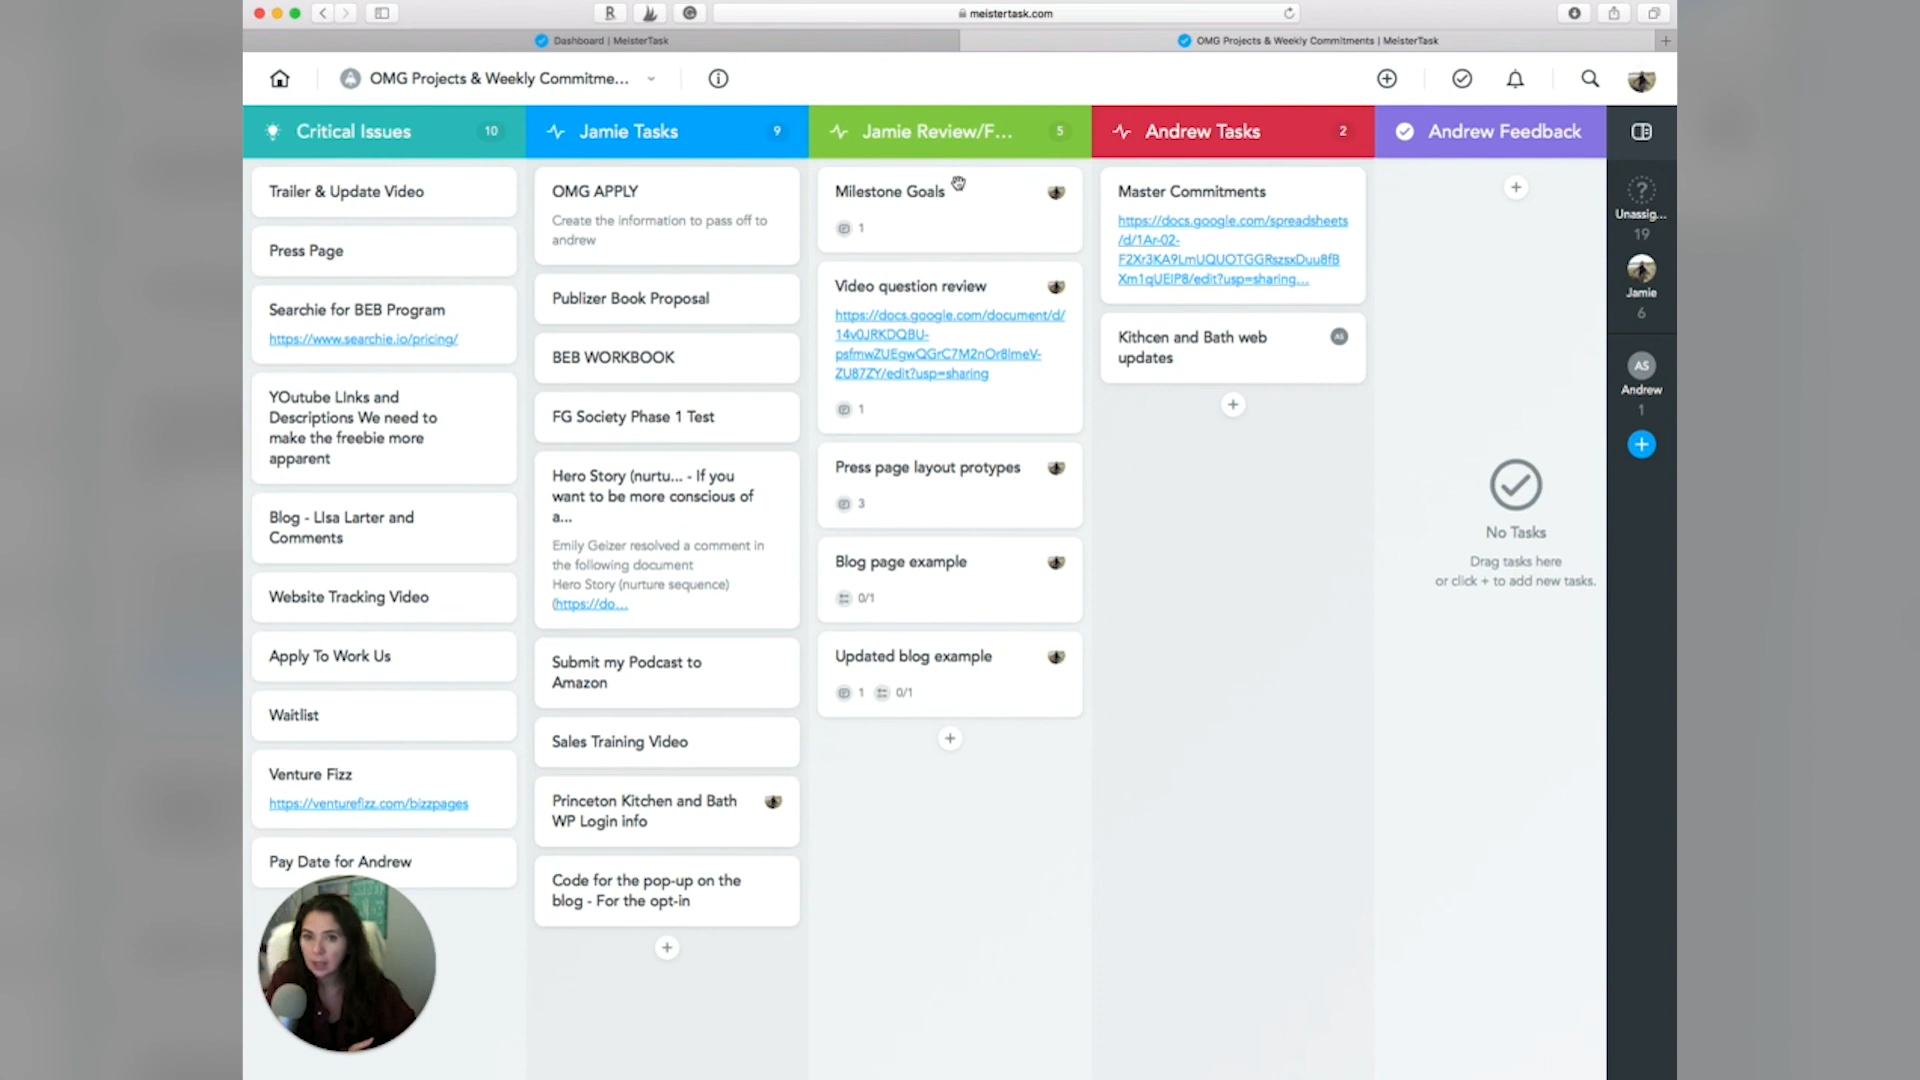 meistertask.com
Dashboard | MeisterTask
OMG Projects & Weekly Commitments | MeisterTask
OMG Projects & Weekly Commitme...
Critical Issues 10
Trailer & Update Video
Press Page
Searchie for BEB Program
https://www.searchie.io/pricing/
YOutube LInks and
Descriptions We need to
make the freebie more
apparent
Blog - LIsa Larter and
Comments
Website Tracking Video
Apply To Work Us
Waitlist
Venture Fizz
https://venturefizz.com/bizzpages
Pay Date for Andrew
Jamie Tasks 9
OMG APPLY
Create the information to pass off to
andrew
Publizer Book Proposal
BEB WORKBOOK
FG Society Phase 1 Test
Hero Story (nurtu... - If you
want to be more conscious of
a...
Emily Geizer resolved a comment in
the following document
Hero Story (nurture sequence)
(https://do...
Submit my Podcast to
Amazon
Sales Training Video
Princeton Kitchen and Bath
WP Login info
Code for the pop-up on the
blog - For the opt-in
Jamie Review/F... 5
Milestone Goals
1
Video question review
https://docs.google.com/document/d/
14v0JRKDQBU-
psfmwZUEgwQGrC7M2nOr8lmeV-
ZU87ZY/edit?usp=sharing
1
Press page layout protypes
3
Blog page example
0/1
Updated blog example
1 0/1
Andrew Tasks 2
Master Commitments
https://docs.google.com/spreadsheets
/d/1Ar-02-
F2Xr3KA9LmUQUOTGGRszsxDuu8fB
Xm1qUEIP8/edit?usp=sharing...
Kithcen and Bath web
updates
AS
Andrew Feedback
No Tasks
Drag tasks here
or click + to add new tasks.
Unassig...
19
Jamie
6
AS
Andrew
1